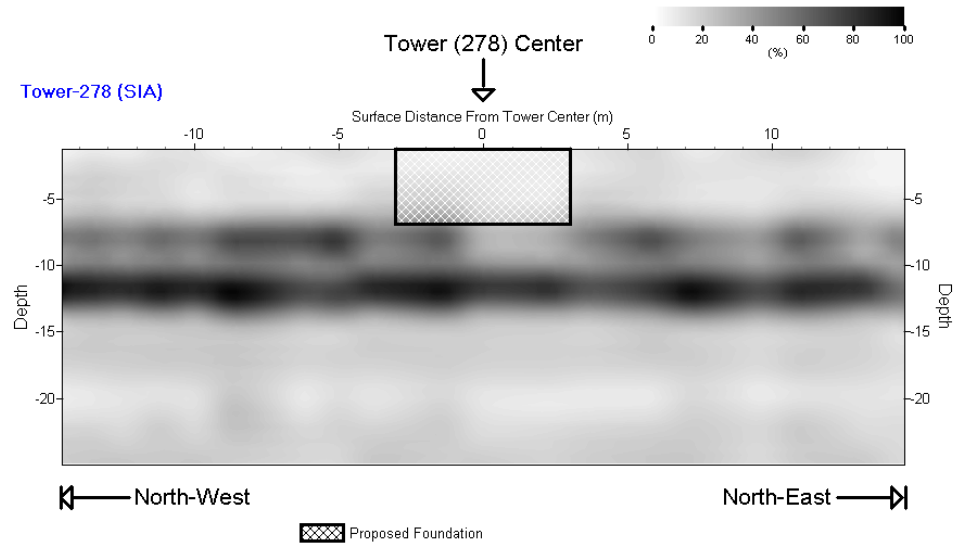 0 20 40 60 80 100
(%)
Tower (278) Center
Tower-278 (SIA)
Surface Distance From Tower Center (m)
-10 -5 0 5 10
-5 -5
-10 -10
Depth Depth
-15 -15
-20 -20
North-West North-East
Proposed Foundation